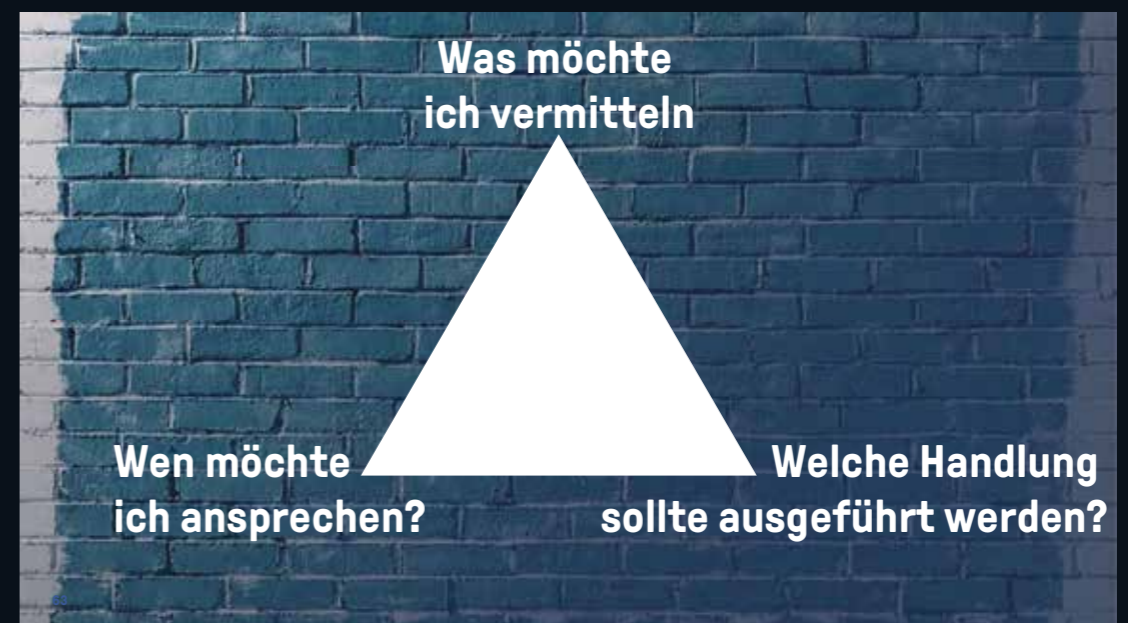 Was möchte
ich vermitteln
Wen möchte
ich ansprechen?
Welche Handlung
sollte ausgeführt werden?